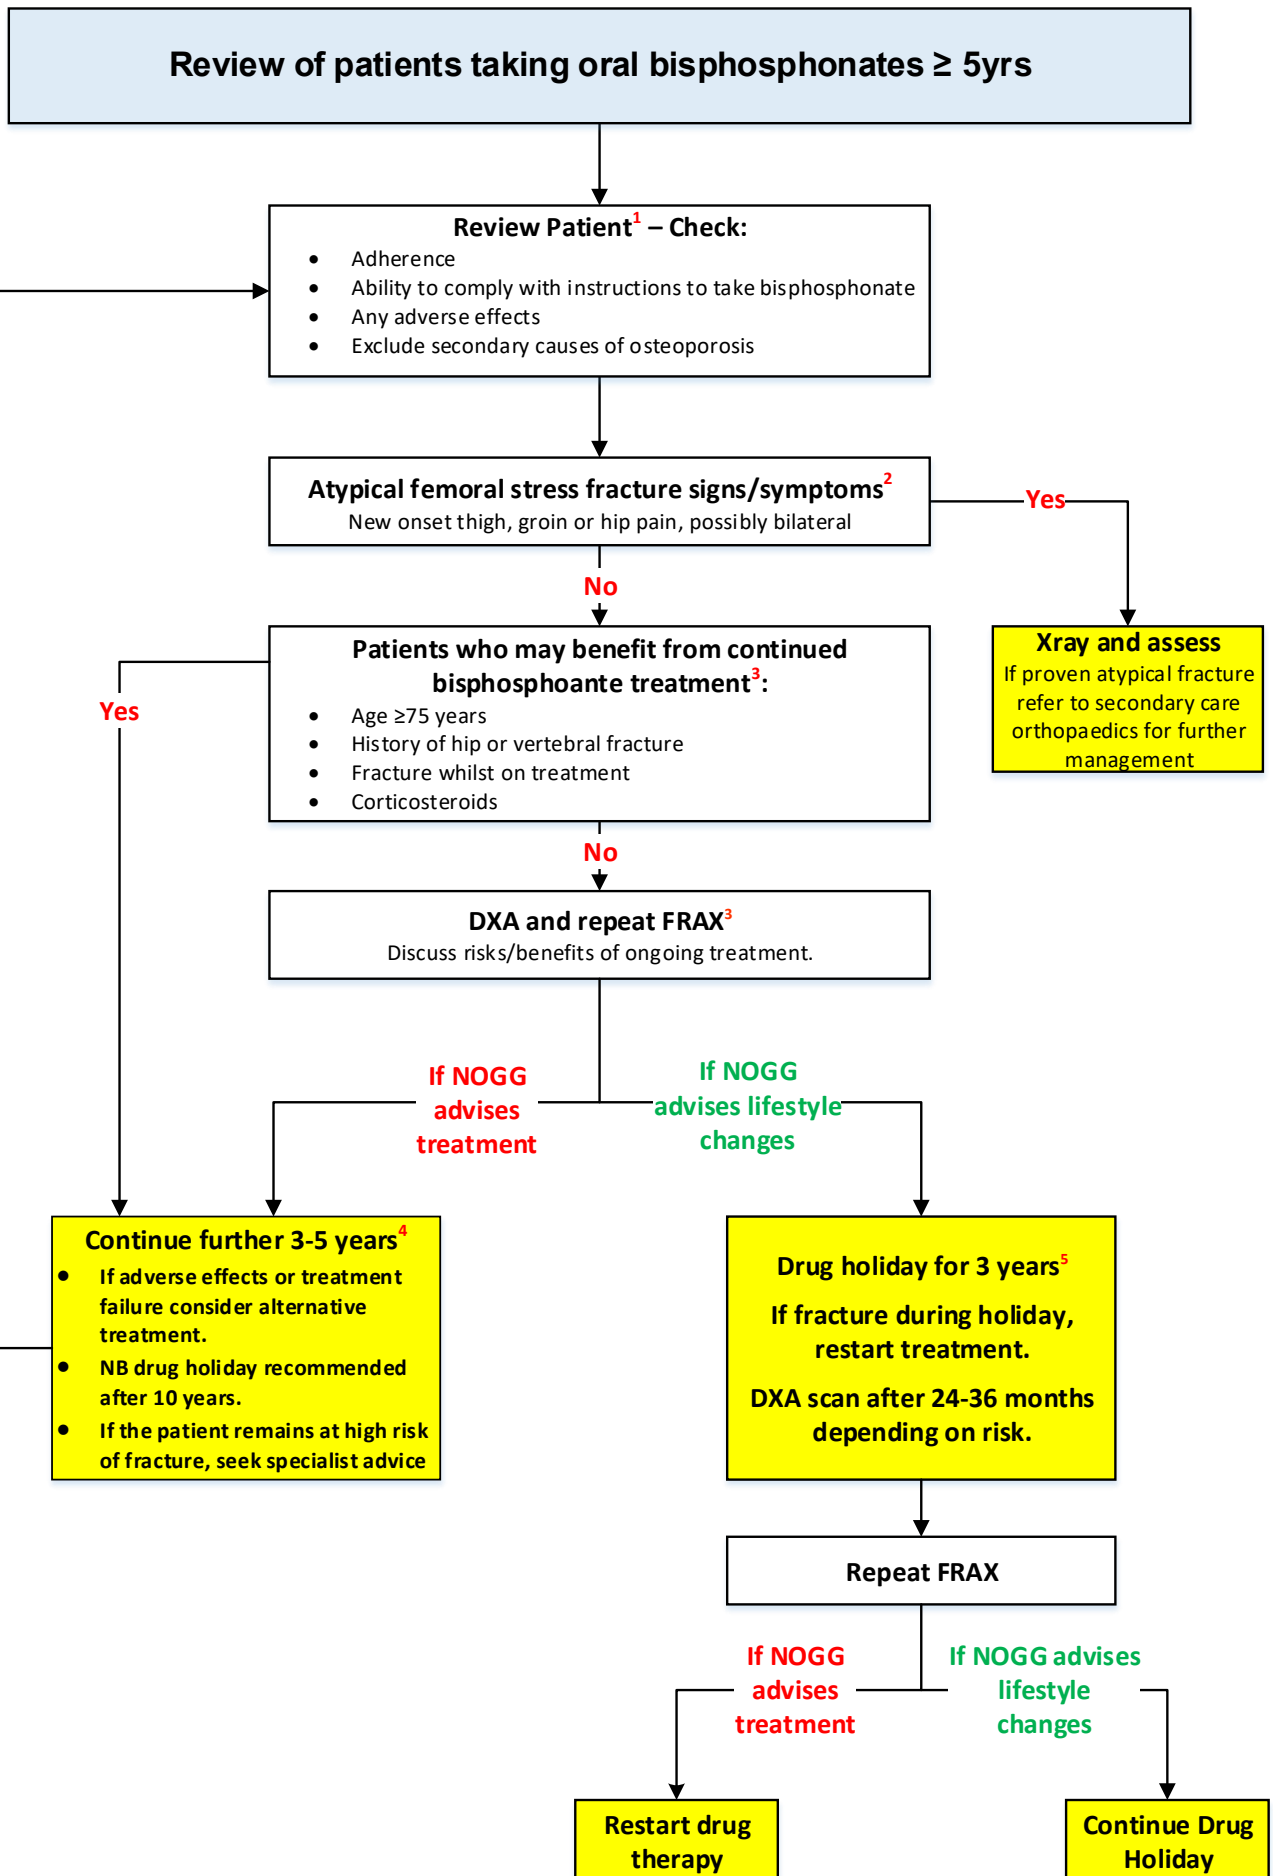 Review of patients taking oral bisphosphonates ≥ 5yrs
Review Patient1 – Check:
• Adherence
• Ability to comply with instructions to take bisphosphonate
• Any adverse effects
• Exclude secondary causes of osteoporosis
Atypical femoral stress fracture signs/symptoms2
New onset thigh, groin or hip pain, possibly bilateral
Yes
No
Xray and assess
If proven atypical fracture
refer to secondary care
orthopaedics for further
management
Patients who may benefit from continued
bisphosphoante treatment3:
• Age ≥75 years
• History of hip or vertebral fracture
• Fracture whilst on treatment
• Corticosteroids
Yes
No
DXA and repeat FRAX3
Discuss risks/benefits of ongoing treatment.
If NOGG
advises
treatment
If NOGG
advises lifestyle
changes
Continue further 3-5 years4
• If adverse effects or treatment
failure consider alternative
treatment.
• NB drug holiday recommended
after 10 years.
• If the patient remains at high risk
of fracture, seek specialist advice
Drug holiday for 3 years5
If fracture during holiday,
restart treatment.
DXA scan after 24-36 months
depending on risk.
Repeat FRAX
If NOGG
advises
treatment
If NOGG advises
lifestyle
changes
Restart drug
therapy
Continue Drug
Holiday